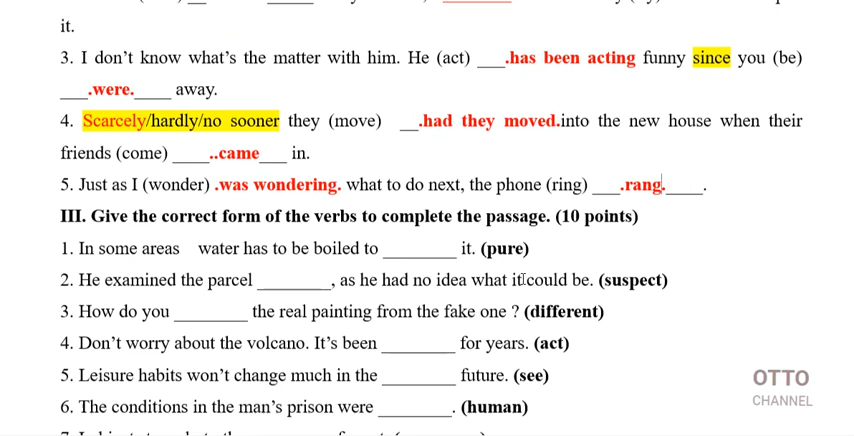 it.
3. I don’t know what’s the matter with him. He (act) ___.has been acting funny since you (be)
___.were.____ away.
4. Scarcely/hardly/no sooner they (move) __.had they moved.into the new house when their
friends (come) ____..came___ in.
5. Just as I (wonder) .was wondering. what to do next, the phone (ring) ___.rang.____.
III. Give the correct form of the verbs to complete the passage. (10 points)
1. In some areas water has to be boiled to ________ it. (pure)
2. He examined the parcel ________, as he had no idea what it could be. (suspect)
3. How do you ________ the real painting from the fake one ? (different)
4. Don’t worry about the volcano. It’s been ________ for years. (act)
5. Leisure habits won’t change much in the ________ future. (see)
6. The conditions in the man’s prison were ________. (human)
OTTO
CHANNEL